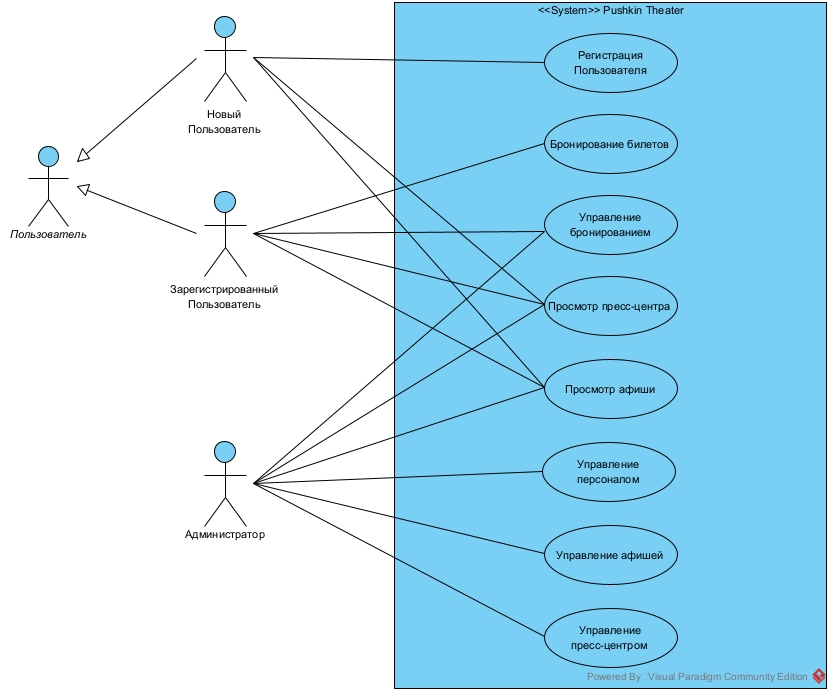 <<System>> Pushkin Theater
Новый
Пользователь
Пользователь
Зарегистрированный
Пользователь
Администратор
Регистрация
Пользователя
Бронирование билетов
Управление
бронированием
Просмотр пресс-центра
Просмотр афиши
Управление
персоналом
Управление афишей
Управление
пресс-центром
Powered By: Visual Paradigm Community Edition